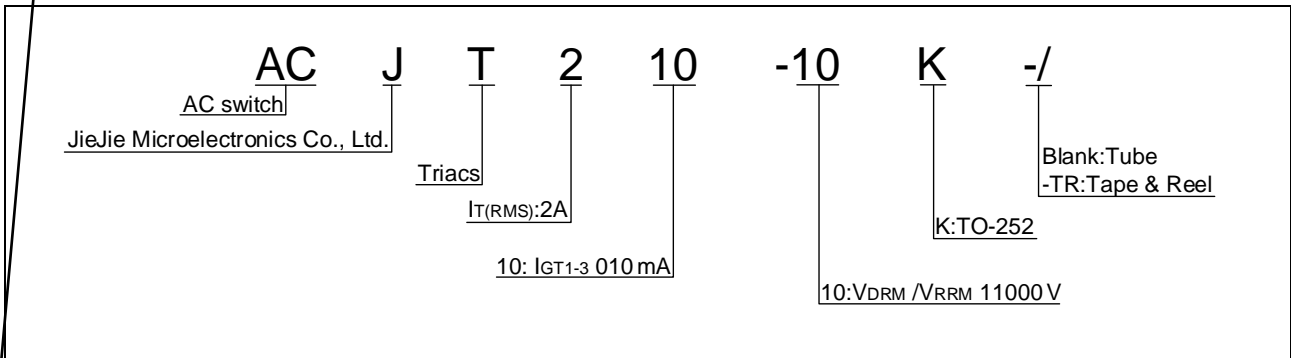 AC J T 2 10 -10 K -/
AC switch
JieJie Microelectronics Co., Ltd.
Triacs
IT(RMS):2A
10: IGT1-3 010 mA
Blank:Tube
-TR:Tape & Reel
K:TO-252
10:VDRM /VRRM 11000 V